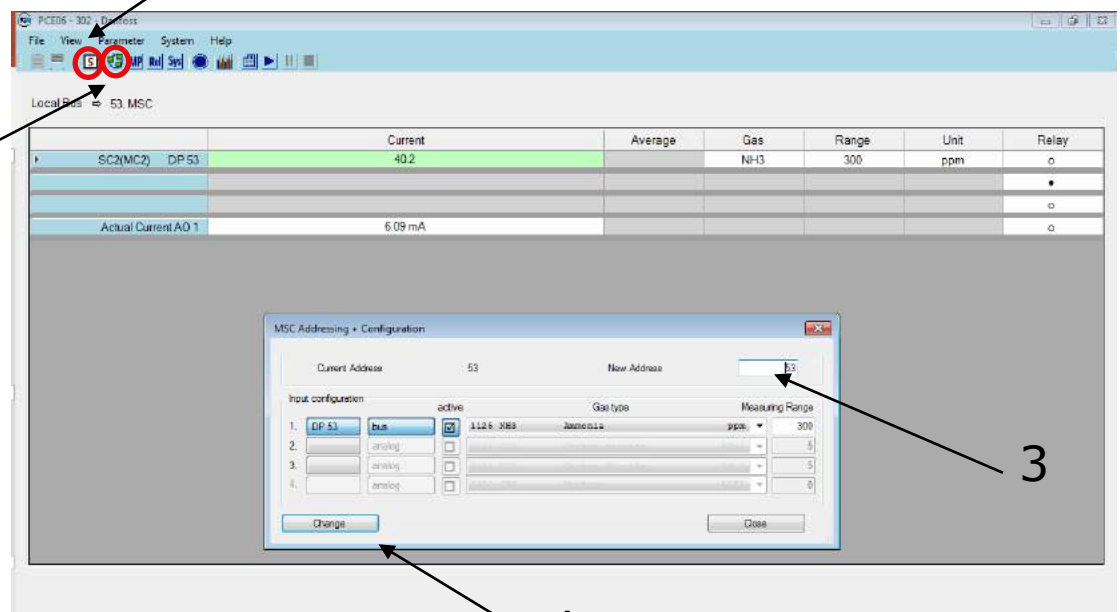 PCE06 - 302 - Danfoss
File View Parameter System Help
S MP Rel Sys
Local Bus ⇨ 53. MSC
Current Average Gas Range Unit Relay
SC2(MC2) DP 53 40.2 NH3 300 ppm o
•
o
Actual Current AO 1 6.09 mA o
MSC Addressing + Configuration
Current Address 53 New Address 53
Input configuration
active Gas type Measuring Range
1. DP 53 bus 1125 NH3 Ammonia ppm 300
2. analog 5
3. analog 5
4. analog 0
Change Close
3